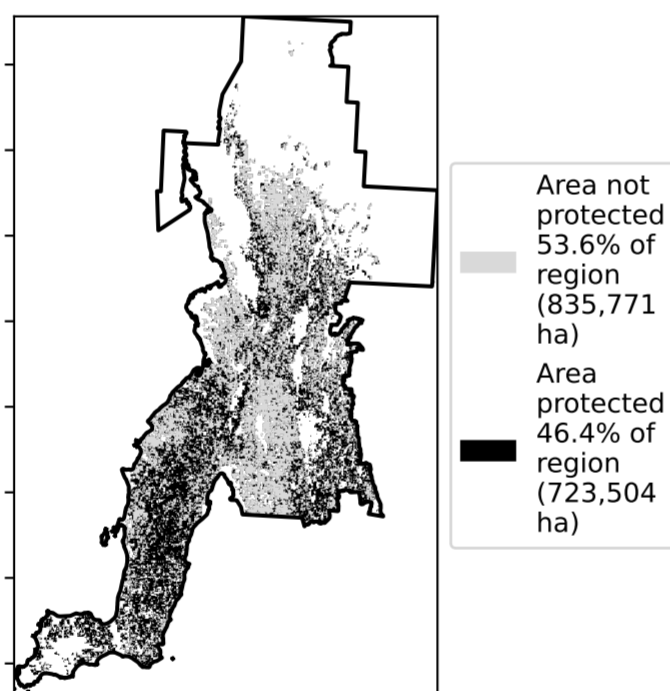 Area not
protected
53.6% of
region
(835,771
ha)
Area
protected
46.4% of
region
(723,504
ha)